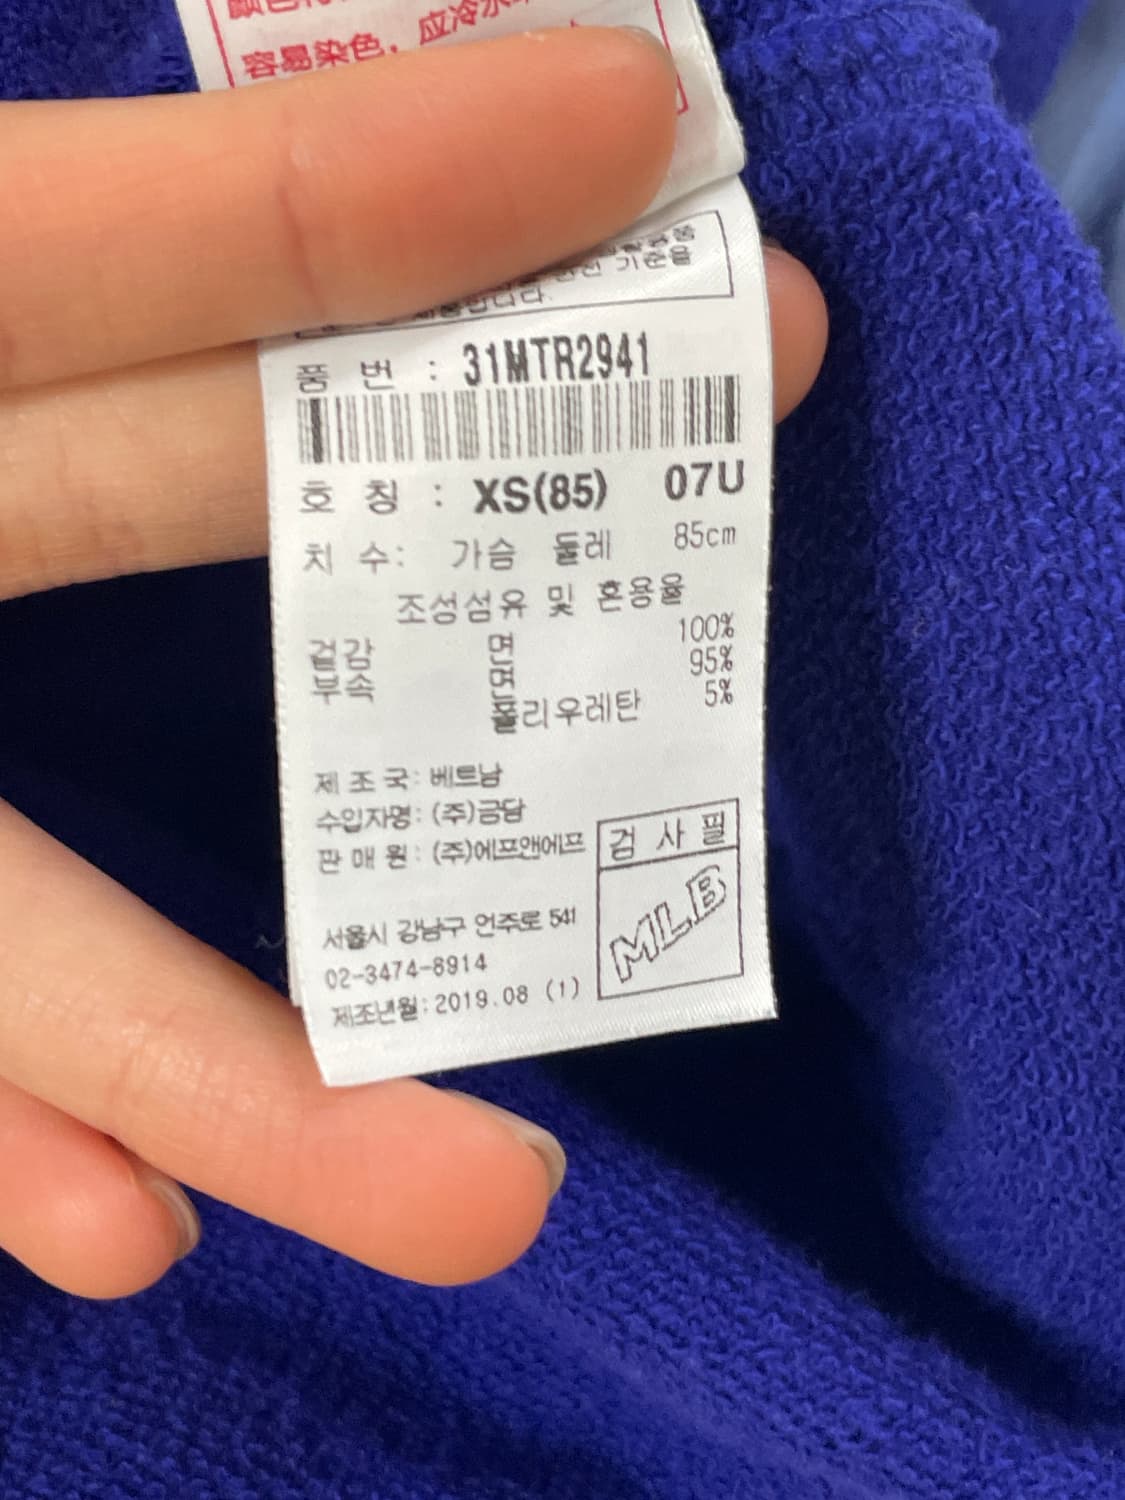 容易染色，应冷水
기준을
품 번 : 31MTR2941
호 칭 : XS(85) 07U
치 수: 가슴 둘레 85cm
조성섬유 및 혼용율
겉감 면 100%
부속 면 95%
폴리우레탄 5%
제 조 국: 베트남
수입자명: (주)금담
판 매 원: (주)에프앤에프
검 사 필
MLB
서울시 강남구 언주로 541
02-3474-8914
제조년월:2019.08 (1)